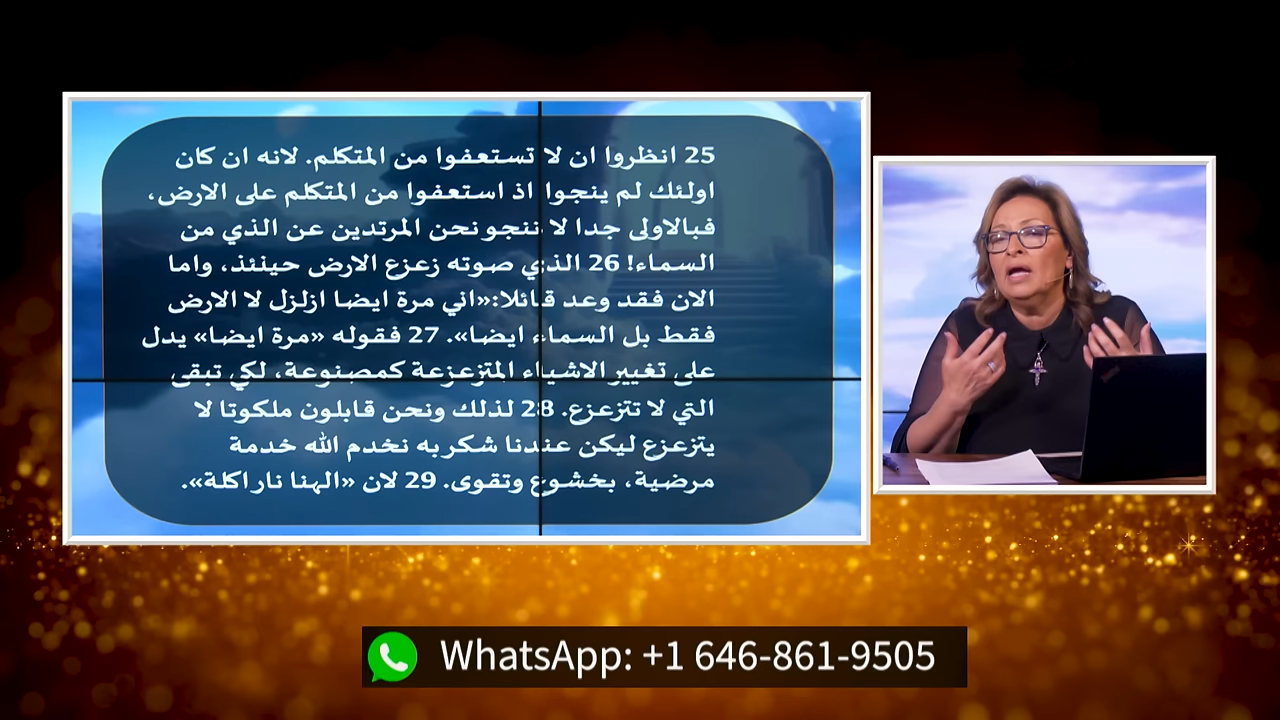 25 انظروا ان لا تستعفوا من المتكلم. لانه ان كان
اولئك لم ينجوا اذ استعفوا من المتكلم على الارض،
فبالاولى جدا لا ننجو نحن المرتدين عن الذي من
السماء! 26 الذي صوته زعزع الارض حينئذ، واما
الان فقد وعد قائلا:«اني مرة ايضا ازلزل لا الارض
فقط بل السماء ايضا». 27 فقوله «مرة ايضا» يدل
على تغيير الاشياء المتزعزعة كمصنوعة، لكي تبقى
التي لا تتزعزع. 28 لذلك ونحن قابلون ملكوتا لا
يتزعزع ليكن عندنا شكر به نخدم الله خدمة
مرضية، بخشوع وتقوى. 29 لان «الهنا نار اكلة».
WhatsApp: +1 646-861-9505